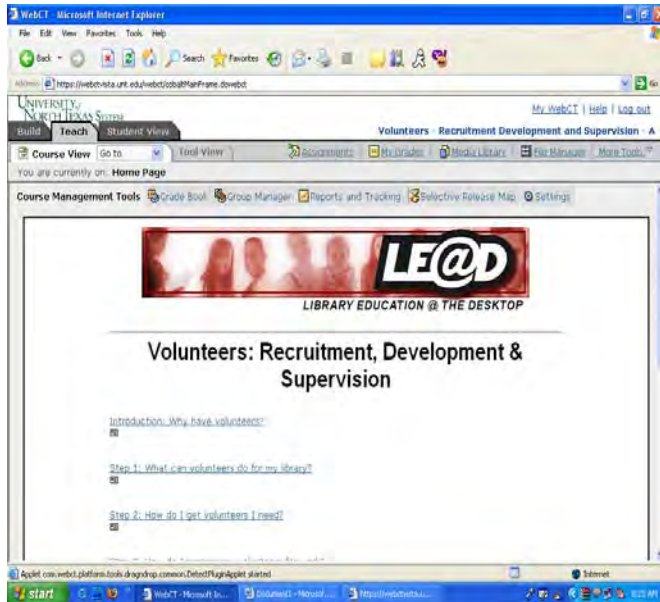 WebCT - Microsoft Internet Explorer
File Edit View Favorites Tools Help
Back Search Favorites
Address https://webctvista.unt.edu/webct/cobaltMainFrame.dowebct Go
UNIVERSITY of
NORTH TEXAS SYSTEM
My WebCT | Help | Log out
Build Teach Student View Volunteers - Recruitment Development and Supervision - A
Course View Go to Tool View Assignments My Grades Media Library File Manager More Tools
You are currently on: Home Page
Course Management Tools Grade Book Group Manager Reports and Tracking Selective Release Map Settings
LE@D
LIBRARY EDUCATION @ THE DESKTOP
Volunteers: Recruitment, Development &
Supervision
Introduction: Why have volunteers?
Step 1: What can volunteers do for my library?
Step 2: How do I get volunteers I need?
Applet com.webct.platform.tools.dragndrop.common.DetectPluginApplet started Internet
start WebCT - Microsoft In... Document1 - Microsof... https://webctvista.u...